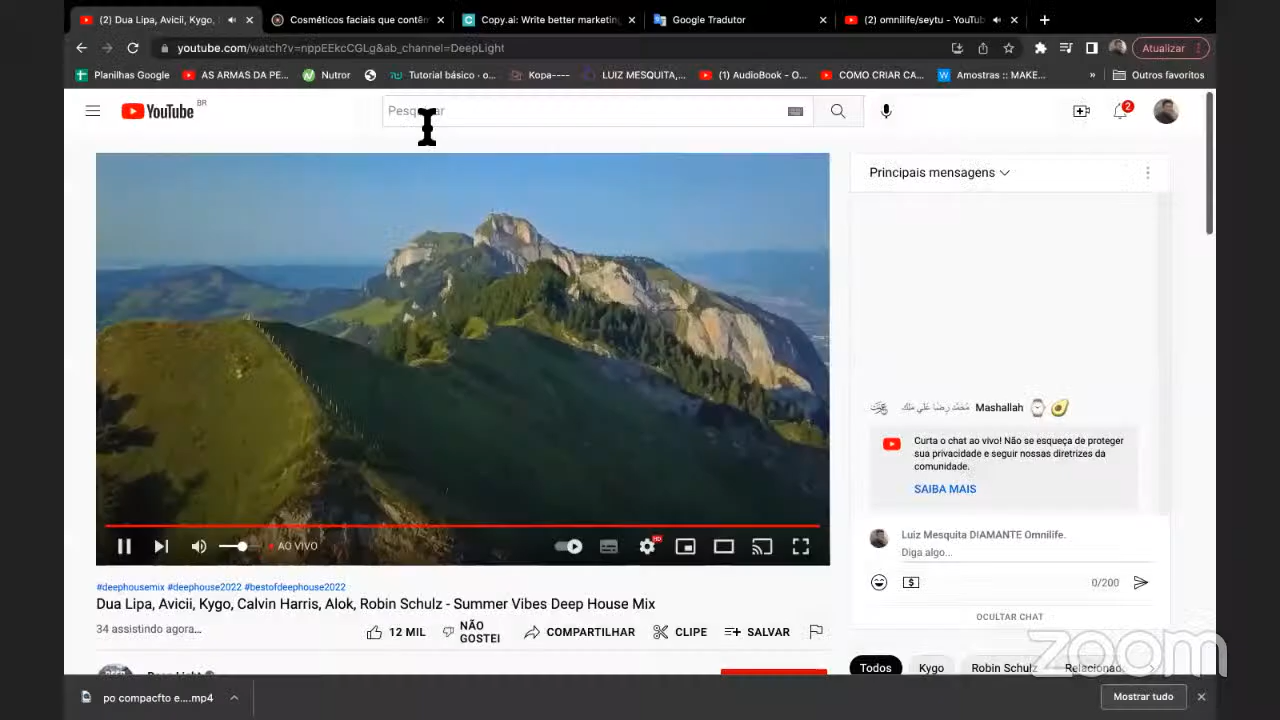 (2) Dua Lipa, Avicii, Kygo,
Cosméticos faciais que contêm
Copy.ai: Write better marketing
Google Tradutor
(2) omnilife/seytu - YouTub
youtube.com/watch?v=nppEEkcCGLg&ab_channel=DeepLight
Atualizar
Planilhas Google
AS ARMAS DA PE...
Nutror
Tutorial básico · o...
Kopa----
LUIZ MESQUITA,...
(1) AudioBook - O...
COMO CRIAR CA...
Amostras :: MAKE...
»
Outros favoritos
YouTube BR
Pesquisar
2
Principais mensagens
Mashallah
Curta o chat ao vivo! Não se esqueça de proteger
sua privacidade e seguir nossas diretrizes da
comunidade.
SAIBA MAIS
Luiz Mesquita DIAMANTE Omnilife.
Diga algo...
0/200
OCULTAR CHAT
AO VIVO
HD
#deephousemix #deephouse2022 #bestofdeephouse2022
Dua Lipa, Avicii, Kygo, Calvin Harris, Alok, Robin Schulz - Summer Vibes Deep House Mix
34 assistindo agora...
12 MIL
NÃO
GOSTEI
COMPARTILHAR
CLIPE
SALVAR
zoom
Todos
Kygo
Robin Schulz
Relacionad
po compacfto e....mp4
Mostrar tudo